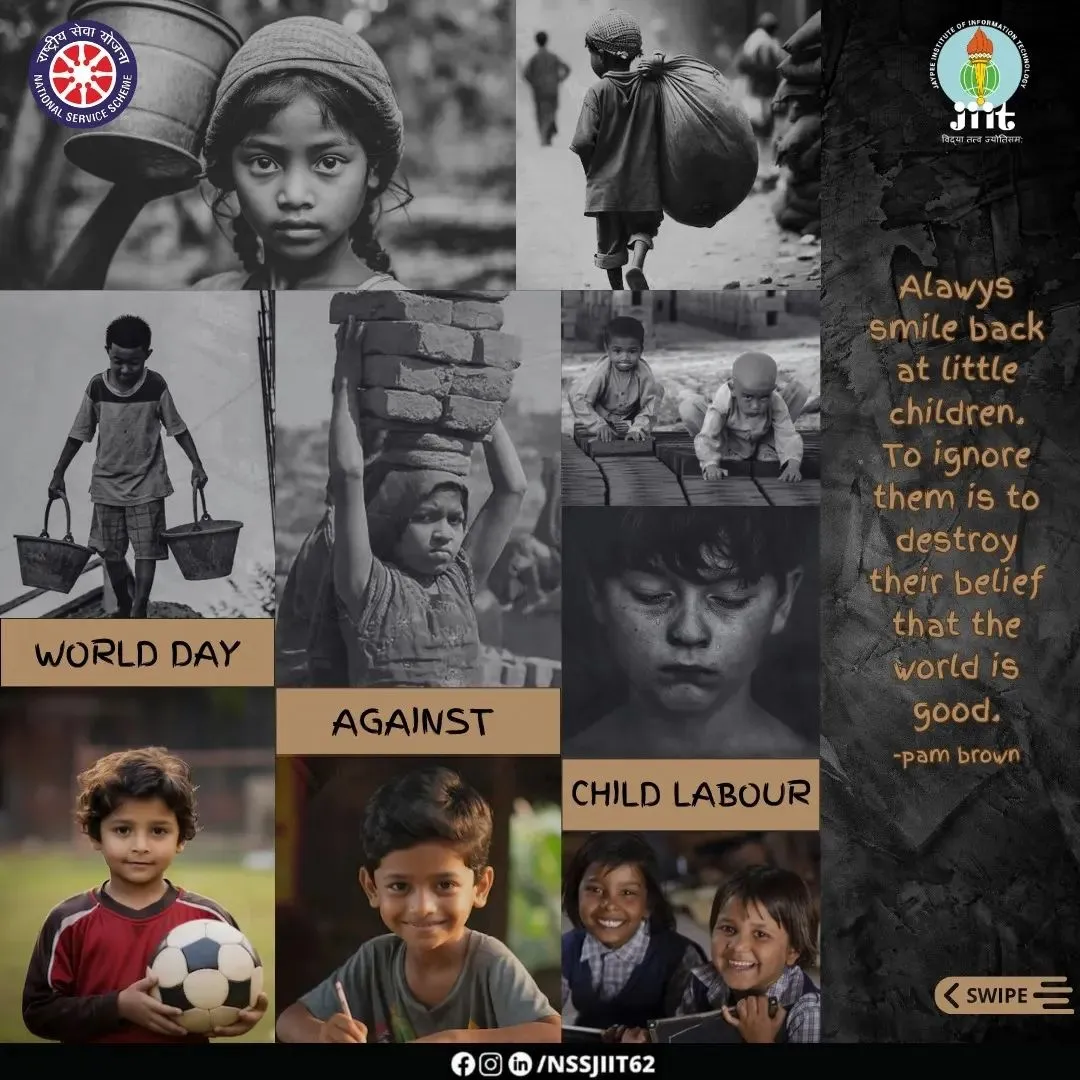 राष्ट्रीय सेवा योजना
NATIONAL SERVICE SCHEME
JAYPEE INSTITUTE OF INFORMATION TECHNOLOGY
jiit
विद्या तत्व ज्योतिसमः
Alawys
smile back
at little
children.
To ignore
them is to
destroy
their belief
that the
world is
good.
-pam brown
WORLD DAY
AGAINST
CHILD LABOUR
SWIPE
/NSSJIIT62